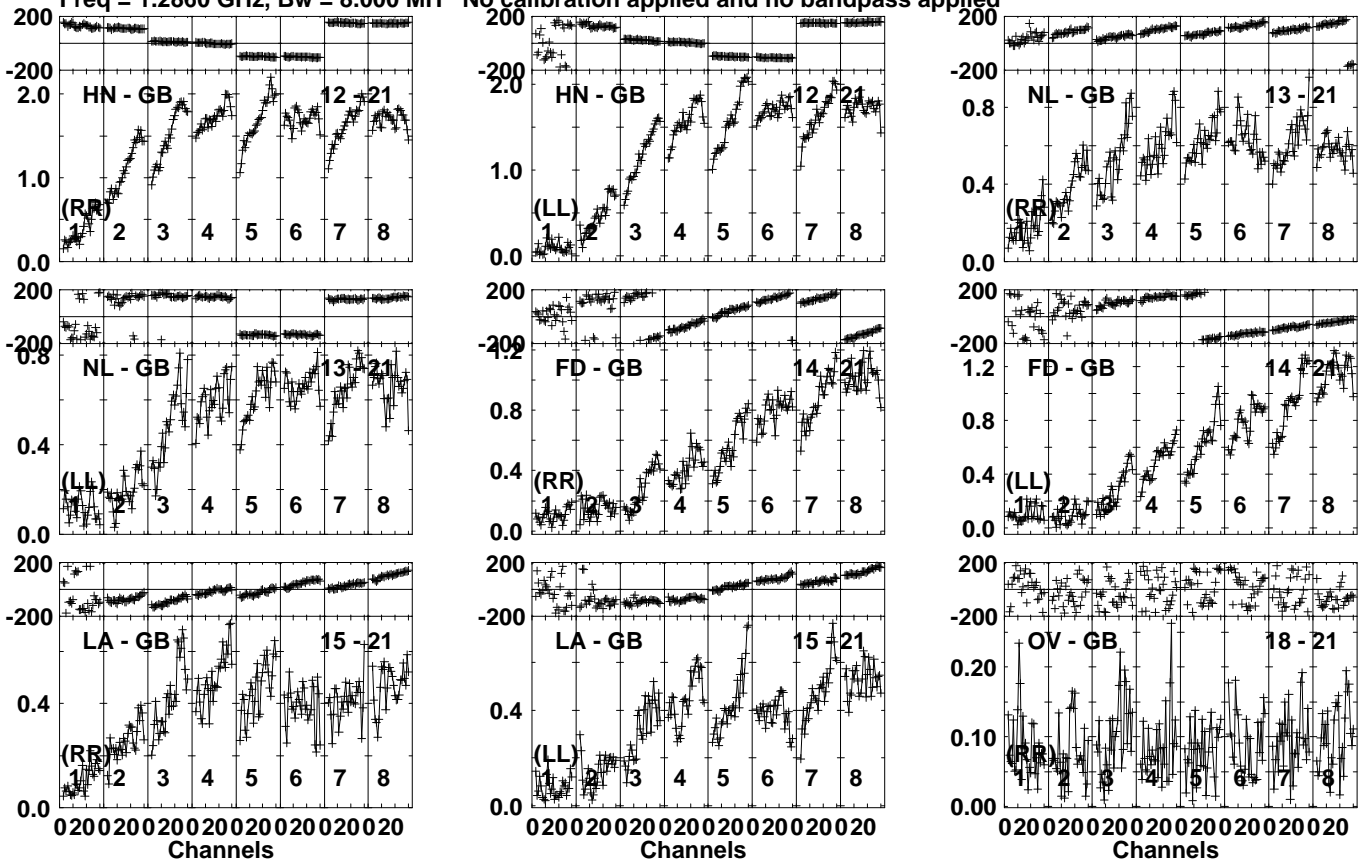 Freq = 1.2860 GHz, Bw = 8.000 MH No calibration applied and no bandpass applied
200 200 200
-200 -200 -200
HN - GB 12 - 21 HN - GB 12 - 21 NL - GB 13 - 21
2.0 2.0 0.8
1.0 1.0 0.4
(RR) (LL) (RR)
1 2 3 4 5 6 7 8 1 2 3 4 5 6 7 8 1 2 3 4 5 6 7 8
0.0 0.0 0.0
200 200 200
-200 -200 -200
0.8 1.2 1.2
NL - GB 13 - 21 FD - GB 14 - 21 FD - GB 14 - 21
0.4 0.8 0.8
0.4 0.4
(LL) (RR) (LL)
1 2 3 4 5 6 7 8 1 2 3 4 5 6 7 8 1 2 3 4 5 6 7 8
0.0 0.0 0.0
200 200 200
-200 -200 -200
LA - GB 15 - 21 LA - GB 15 - 21 OV - GB 18 - 21
0.4 0.4 0.20
0.10
(RR) (LL) (RR)
1 2 3 4 5 6 7 8 1 2 3 4 5 6 7 8 1 2 3 4 5 6 7 8
0.0 0.0 0.00
0 20 0 20 0 20 0 20 0 20 0 20 0 20 0 20 0 20 0 20 0 20 0 20 0 20 0 20 0 20 0 20 0 20 0 20 0 20 0 20 0 20 0 20 0 20 0 20
Channels Channels Channels